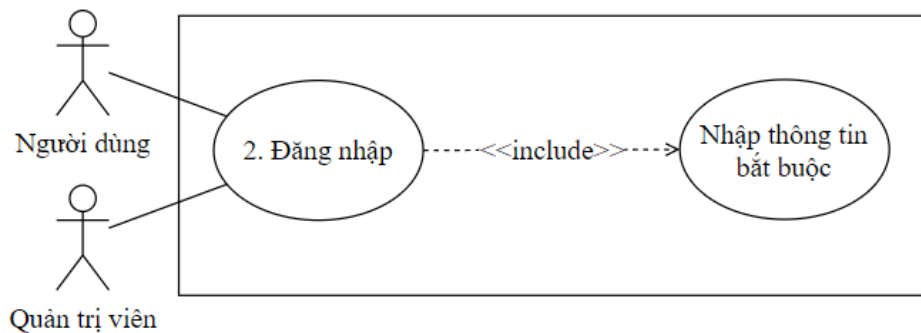 Người dùng
2. Đăng nhập
<<include>>
Nhập thông tin
bắt buộc
Quản trị viên